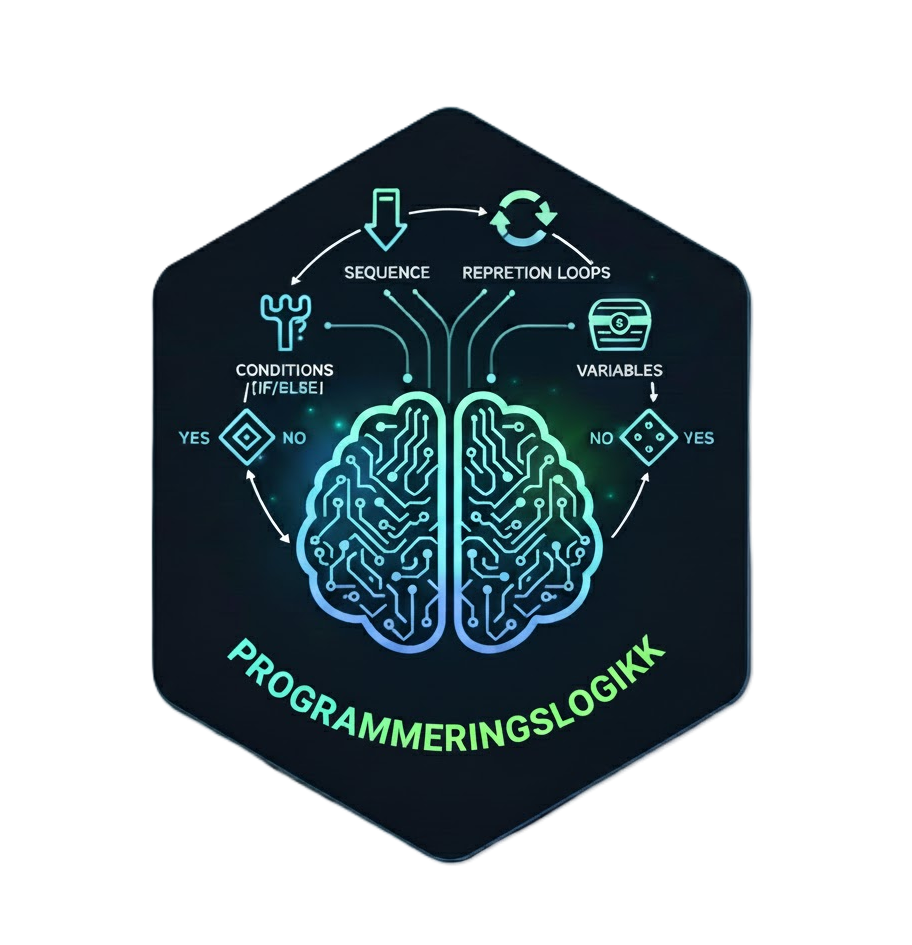 SEQUENCE
REPRETION LOOPS
CONDITIONS
[IF/ELSE]
VARIABLES
YES
NO
NO
YES
PROGRAMMERINGSLOGIKK